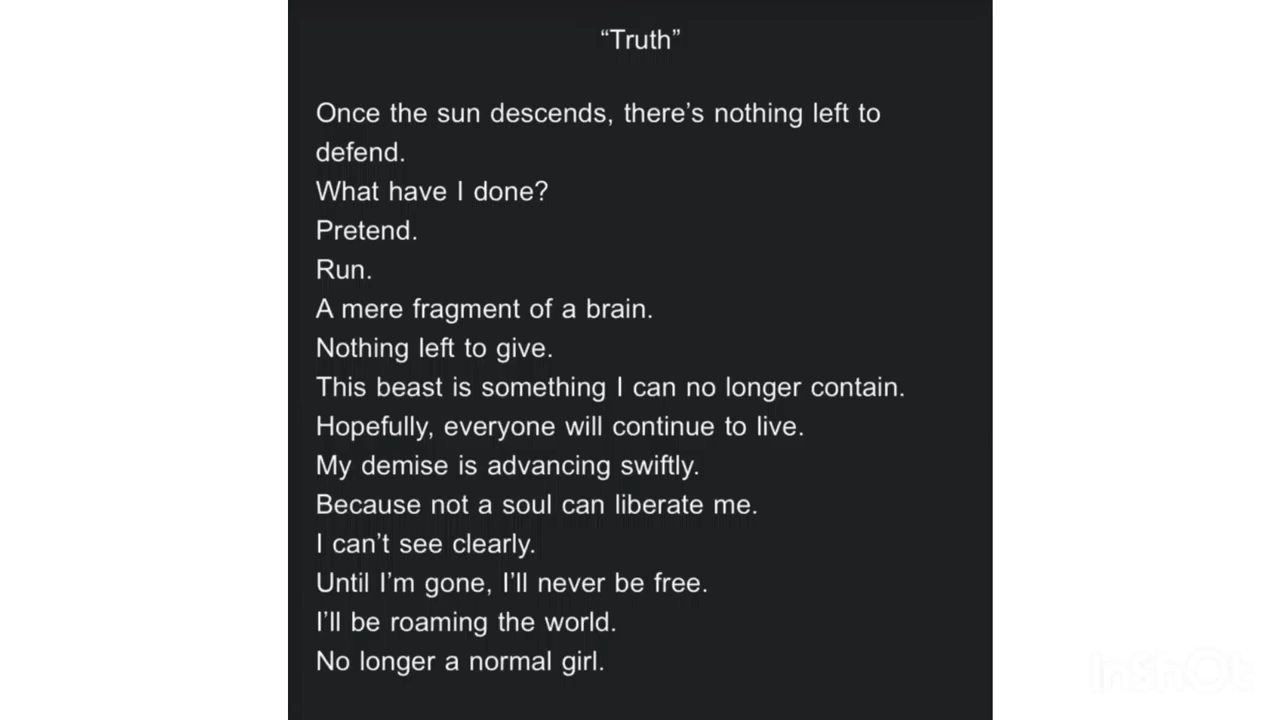 “Truth”
Once the sun descends, there’s nothing left to
defend.
What have I done?
Pretend.
Run.
A mere fragment of a brain.
Nothing left to give.
This beast is something I can no longer contain.
Hopefully, everyone will continue to live.
My demise is advancing swiftly.
Because not a soul can liberate me.
I can’t see clearly.
Until I’m gone, I’ll never be free.
I’ll be roaming the world.
No longer a normal girl.
InShOt